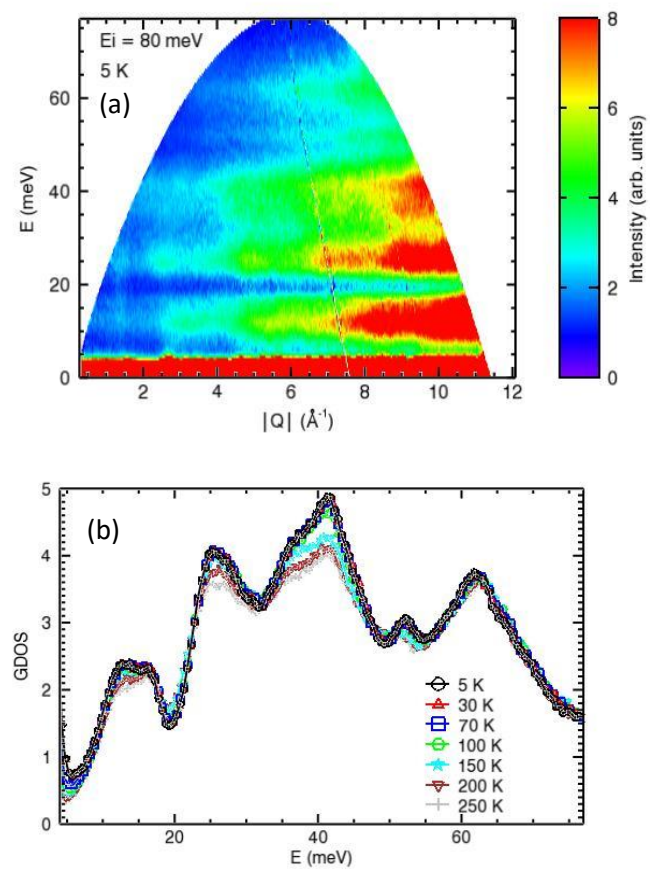 Ei = 80 meV
5 K
(a)
60
40
20
0
E (meV)
2
4
6
8
10
12
|Q| (Å⁻¹)
8
6
4
2
0
Intensity (arb. units)
(b)
5
4
3
2
1
0
GDOS
5 K
30 K
70 K
100 K
150 K
200 K
250 K
20
40
60
E (meV)